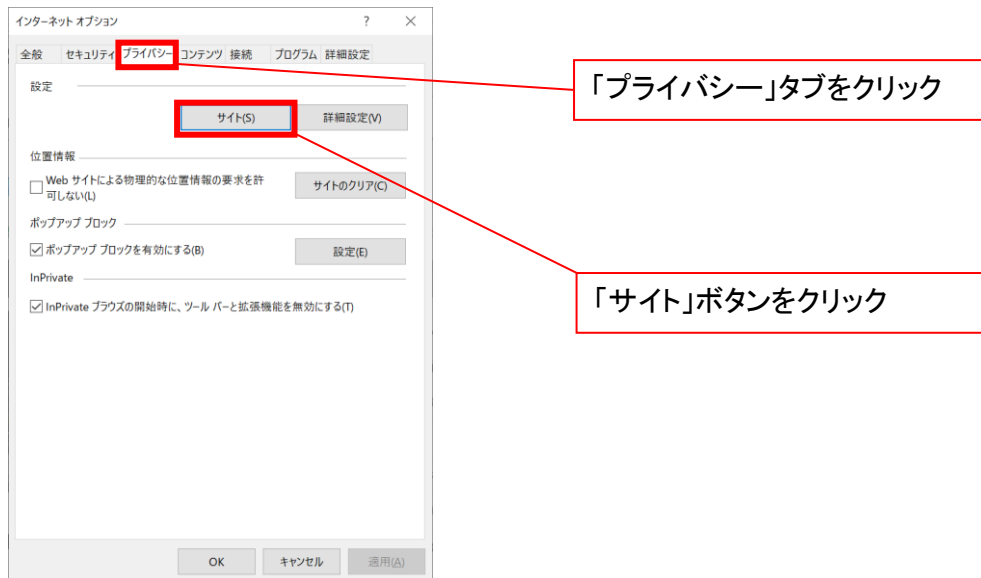 インターネット オプション ? ×
全般 セキュリティ プライバシー コンテンツ 接続 プログラム 詳細設定
「プライバシー」タブをクリック
設定
サイト(S) 詳細設定(V)
位置情報
Web サイトによる物理的な位置情報の要求を許
可しない(L)
サイトのクリア(C)
ポップアップ ブロック
ポップアップ ブロックを有効にする(B) 設定(E)
InPrivate
「サイト」ボタンをクリック
InPrivate ブラウズの開始時に、ツール バーと拡張機能を無効にする(T)
OK キャンセル 適用(A)